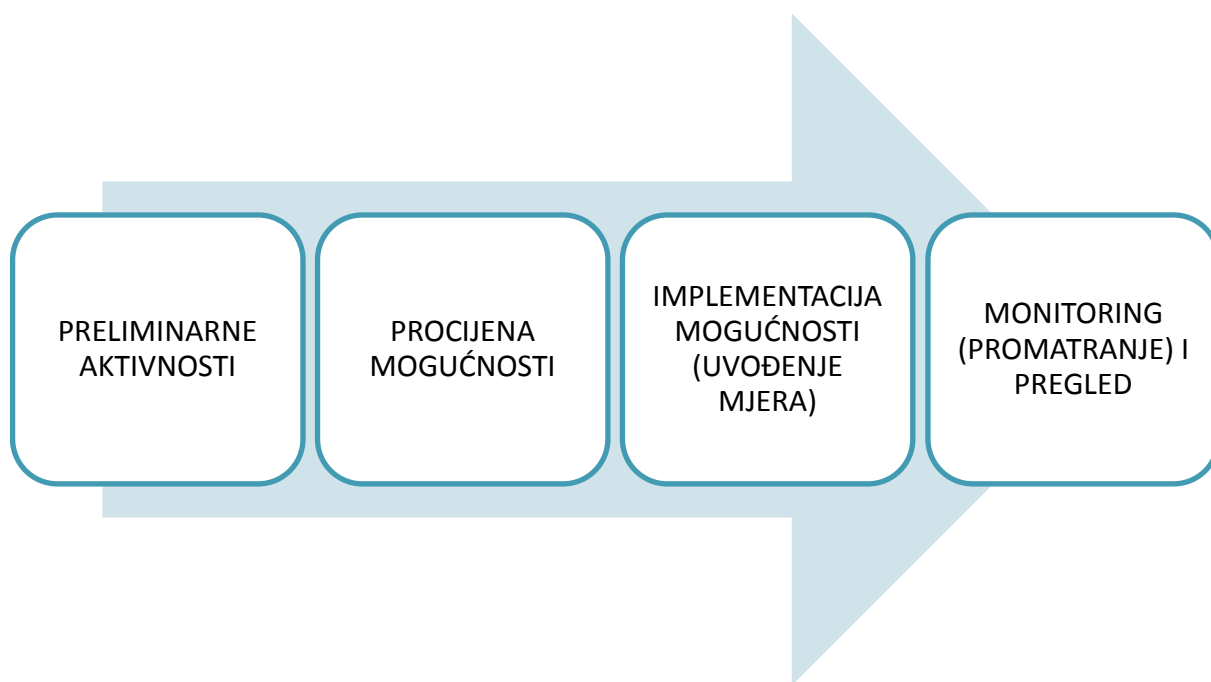 PRELIMINARNE
AKTIVNOSTI
PROCIJENA
MOGUĆNOSTI
IMPLEMENTACIJA
MOGUĆNOSTI
(UVOĐENJE
MJERA)
MONITORING
(PROMATRANJE) I
PREGLED